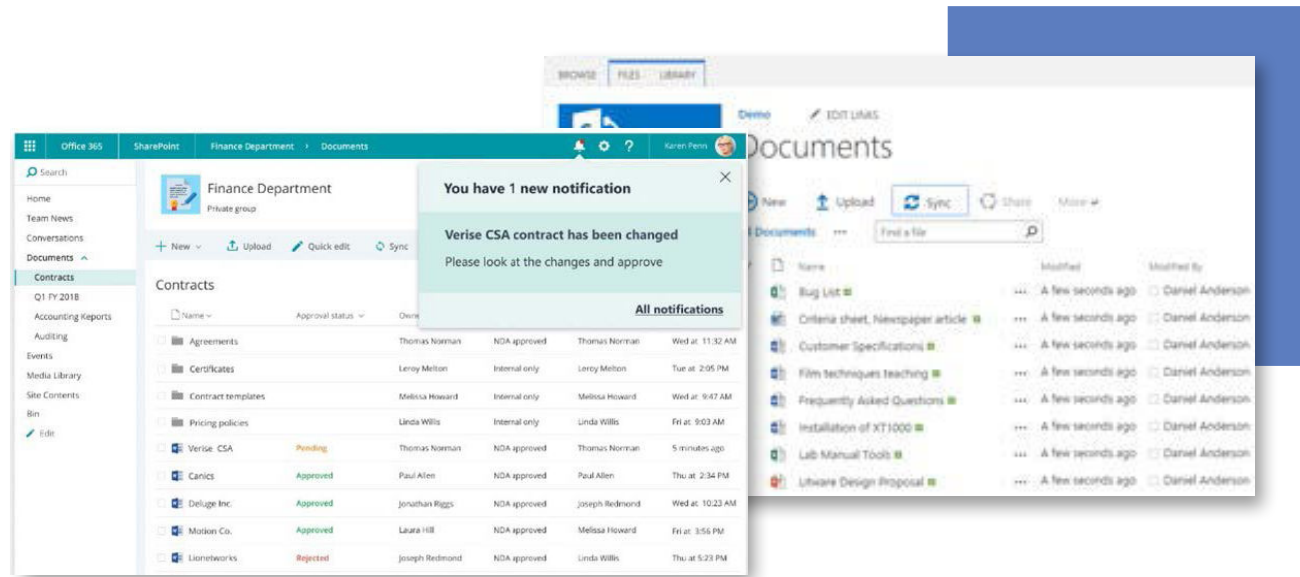 BROWSE FILES LIBRARY
Demo EDIT LINKS
Documents
New Upload Sync Share More
Documents ... Find a file
Name Modified Modified By
Bug List ... A few seconds ago Daniel Anderson
Criteria sheet, Newspaper article ... A few seconds ago Daniel Anderson
Customer Specifications ... A few seconds ago Daniel Anderson
Film techniques teaching ... A few seconds ago Daniel Anderson
Frequently Asked Questions ... A few seconds ago Daniel Anderson
Installation of XT1000 ... A few seconds ago Daniel Anderson
Lab Manual Tools ... A few seconds ago Daniel Anderson
Litware Design Proposal ... A few seconds ago Daniel Anderson
Office 365 SharePoint Finance Department › Documents ? Karen Penn
Search
Home
Team News
Conversations
Documents
Contracts
Q1 FY 2018
Accounting Reports
Auditing
Events
Media Library
Site Contents
Bin
Edit
Finance Department
Private group
+ New Upload Quick edit Sync
You have 1 new notification
Verise CSA contract has been changed
Please look at the changes and approve
All notifications
Contracts
Name Approval status
Agreements Thomas Norman NDA approved Thomas Norman Wed at 11:32 AM
Certificates Leroy Melton Internal only Leroy Melton Tue at 2:05 PM
Contract templates Melissa Howard Internal only Melissa Howard Wed at 9:47 AM
Pricing policies Linda Willis Internal only Linda Willis Fri at 9:03 AM
Verise CSA Pending Thomas Norman NDA approved Thomas Norman 5 minutes ago
Canics Approved Paul Allen NDA approved Paul Allen Thu at 2:34 PM
Deluge Inc. Approved Jonathan Riggs NDA approved Joseph Redmond Wed at 10:23 AM
Motion Co. Approved Laura Hill NDA approved Melissa Howard Fri at 3:56 PM
Lionetworks Rejected Joseph Redmond NDA approved Linda Willis Thu at 5:23 PM